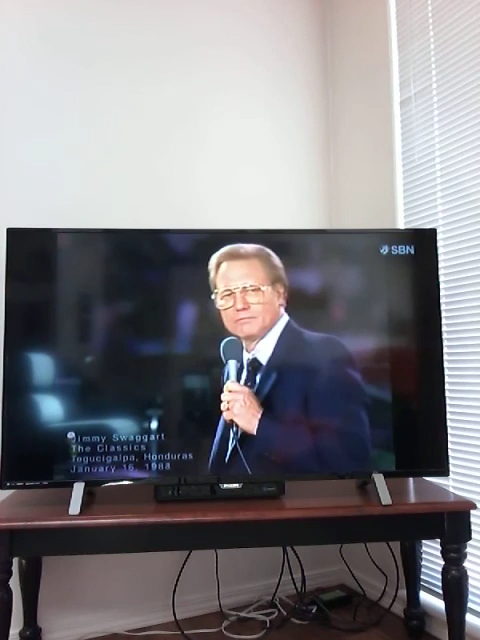 SBN
Jimmy Swaggart
The Classics
Tegucigalpa, Honduras
January 16, 1988